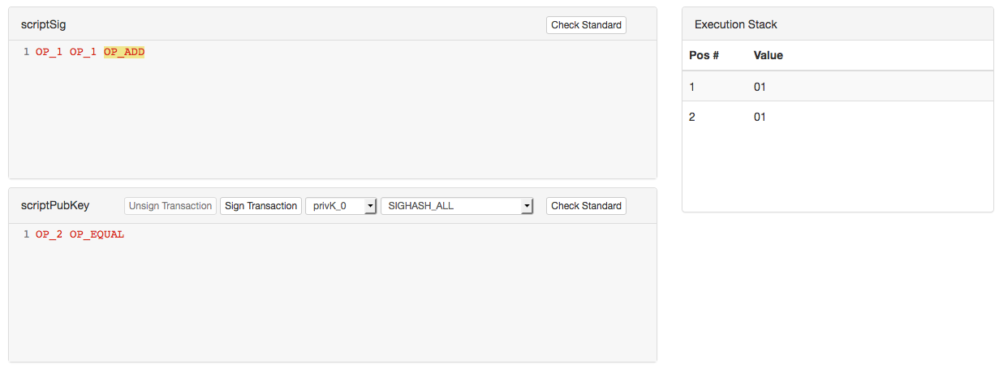 scriptSig Check Standard
1 OP_1 OP_1 OP_ADD
scriptPubKey Unsign Transaction Sign Transaction privK_0 SIGHASH_ALL Check Standard
1 OP_2 OP_EQUAL
Execution Stack
Pos # Value
1 01
2 01